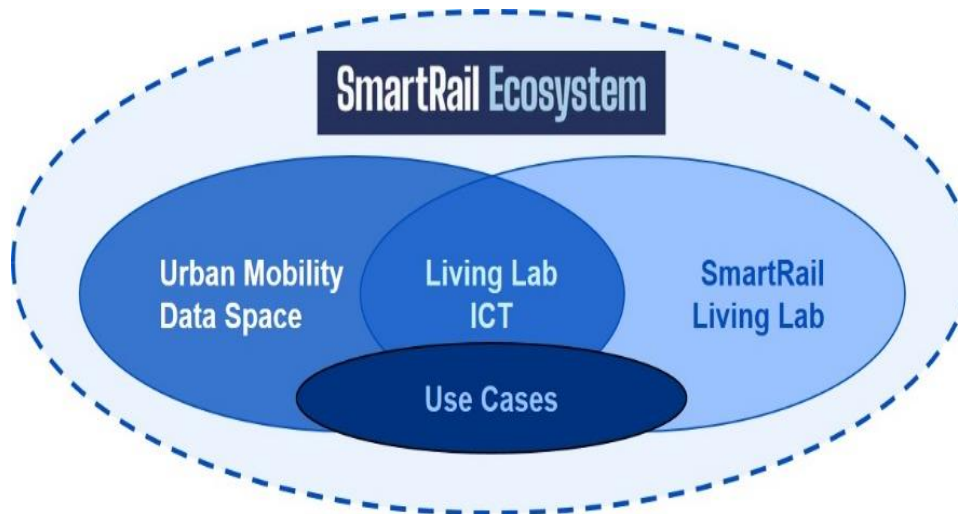 SmartRail Ecosystem
Urban Mobility
Data Space
Living Lab
ICT
SmartRail
Living Lab
Use Cases